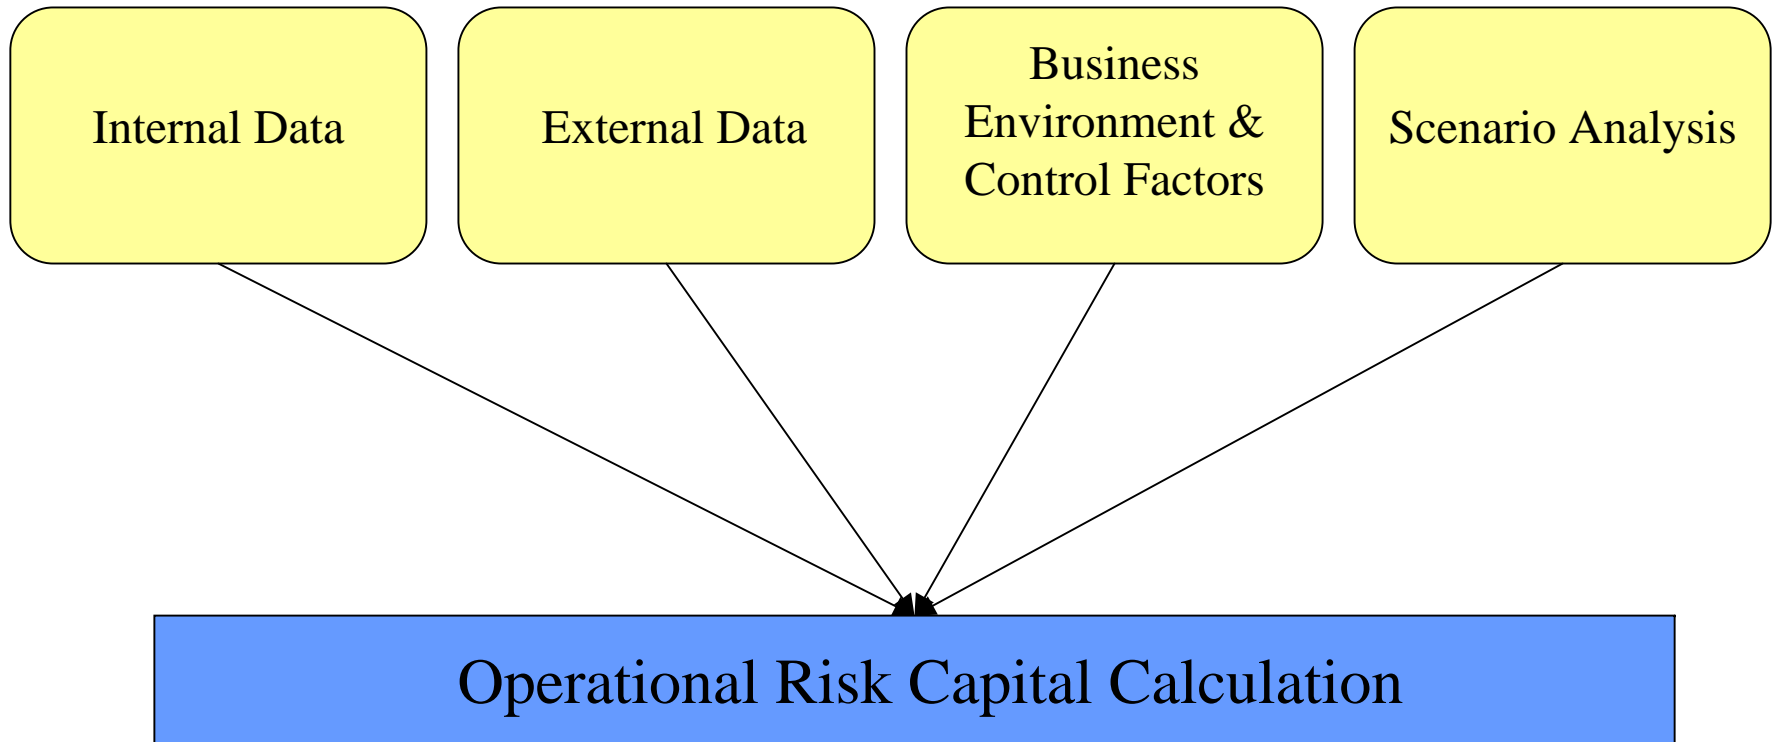 Internal Data
External Data
Business
Environment &
Control Factors
Scenario Analysis
Operational Risk Capital Calculation